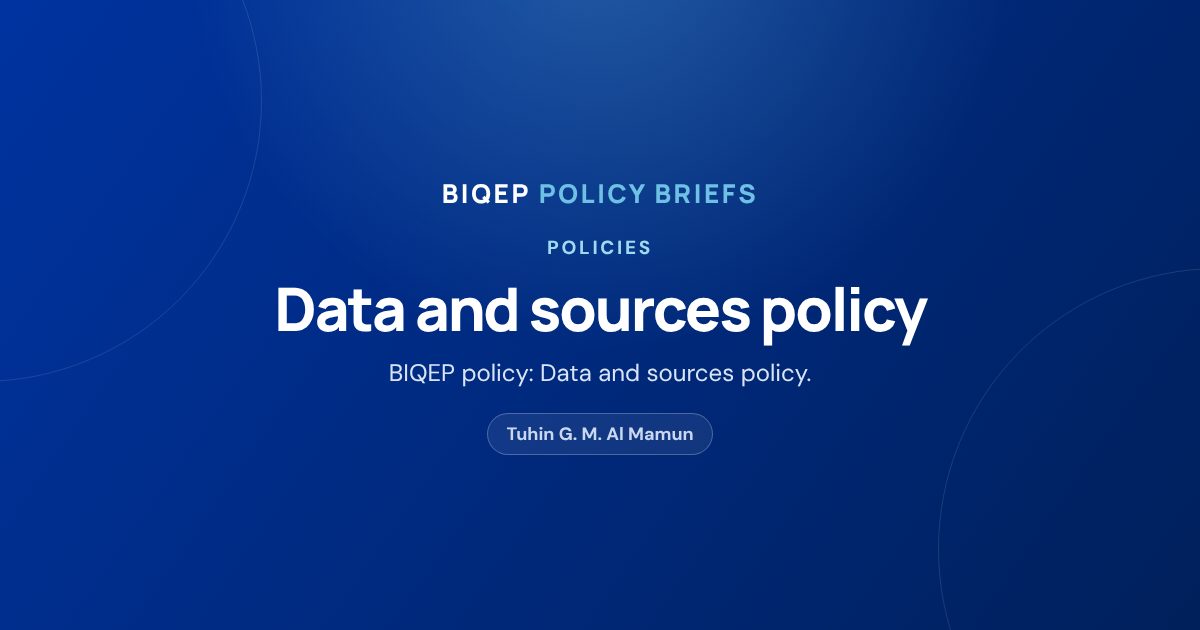 BIQEP POLICY BRIEFS
POLICIES
Data and sources policy
BIQEP policy: Data and sources policy.
Tuhin G. M. Al Mamun